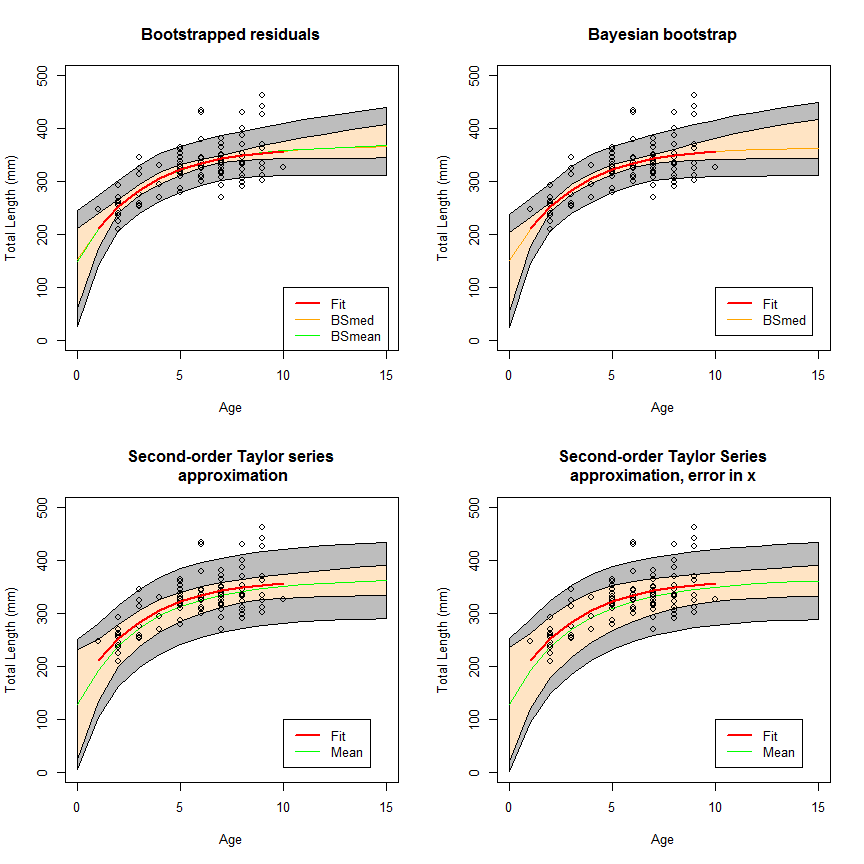 Bootstrapped residuals
Total Length (mm)
500
400
300
200
100
0
Fit
BSmed
BSmean
0 5 10 15
Age
Bayesian bootstrap
Total Length (mm)
500
400
300
200
100
0
Fit
BSmed
0 5 10 15
Age
Second-order Taylor series
approximation
Total Length (mm)
500
400
300
200
100
0
Fit
Mean
0 5 10 15
Age
Second-order Taylor Series
approximation, error in x
Total Length (mm)
500
400
300
200
100
0
Fit
Mean
0 5 10 15
Age